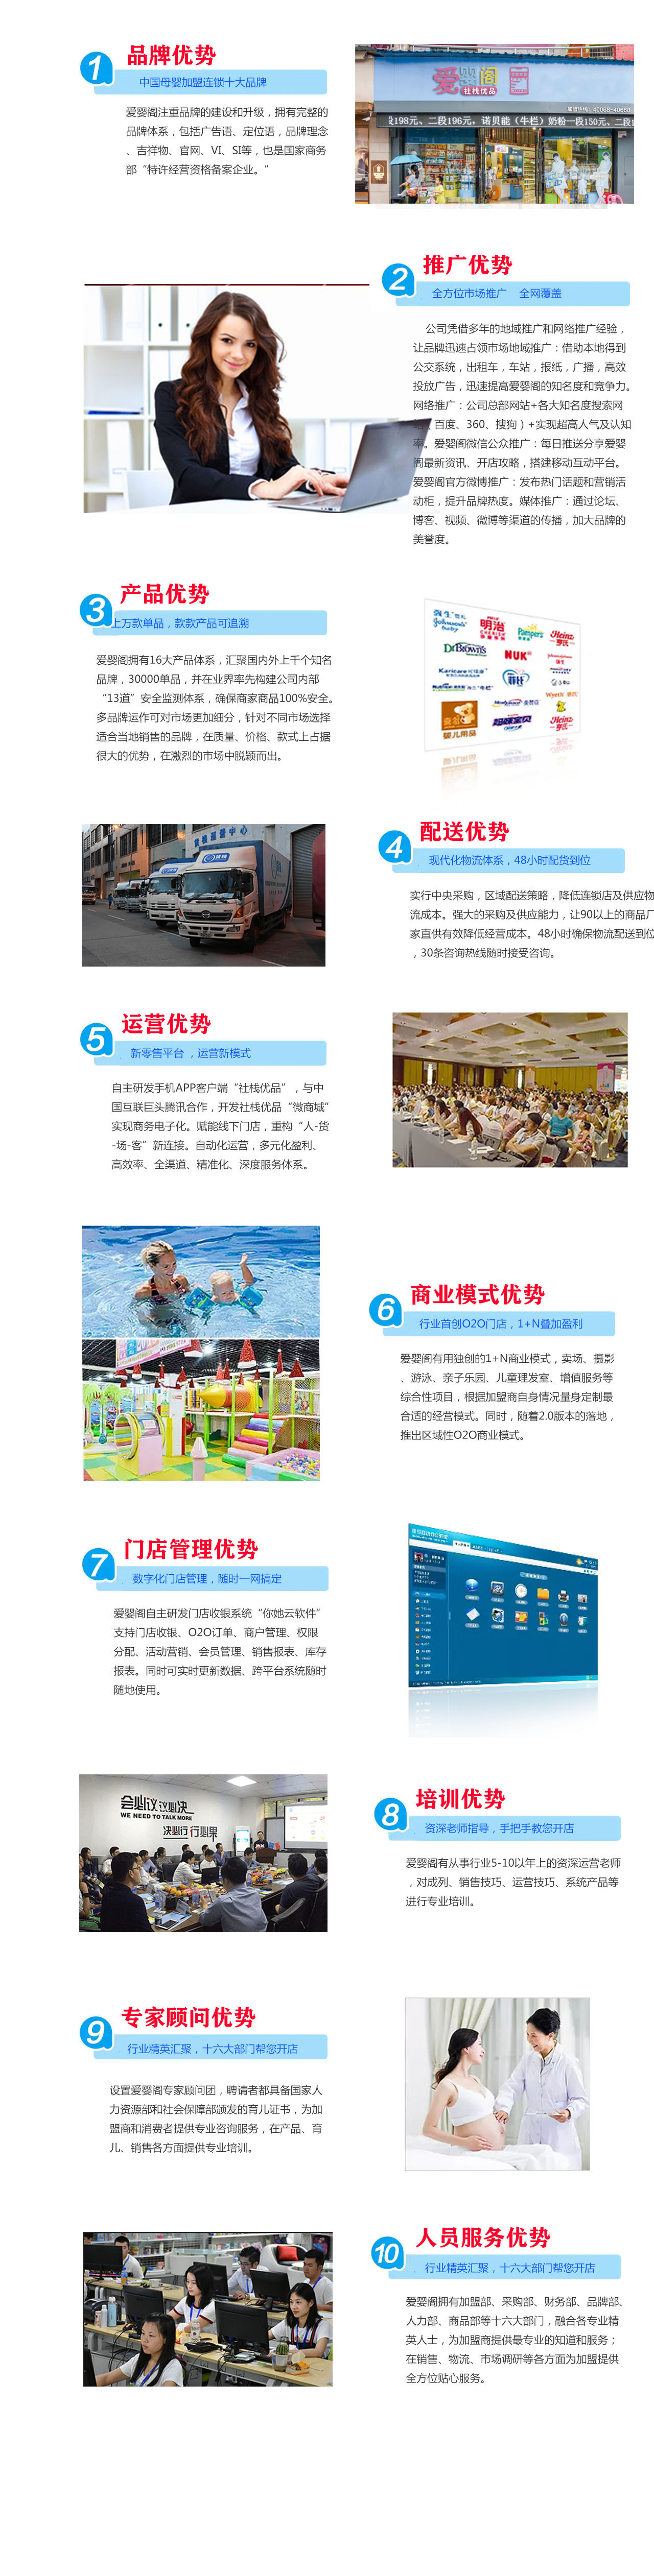 1 品牌优势
中国母婴加盟连锁十大品牌
爱婴阁注重品牌的建设和升级，拥有完整的
品牌体系，包括广告语、定位语，品牌理念
、吉祥物、官网、VI、SI等，也是国家商务
部“特许经营资格备案企业。”
爱婴阁
社栈优品
2 推广优势
全方位市场推广 全网覆盖
公司凭借多年的地域推广和网络推广经验，
让品牌迅速占领市场地域推广：借助本地得到
公交系统，出租车，车站，报纸，广播，高效
投放广告，迅速提高爱婴阁的知名度和竞争力。
网络推广：公司总部网站+各大知名度搜索网
（百度、360、搜狗）+实现超高人气及认知
率。爱婴阁微信公众推广：每日推送分享爱婴
阁最新资讯、开店攻略，搭建移动互动平台。
爱婴阁官方微博推广：发布热门话题和营销活
动柜，提升品牌热度。媒体推广：通过论坛、
博客、视频、微博等渠道的传播，加大品牌的
美誉度。
3 产品优势
上万款单品，款款产品可追溯
爱婴阁拥有16大产品体系，汇聚国内外上千个知名
品牌，30000单品，并在业界率先构建公司内部
“13道”安全监测体系，确保商家商品100%安全。
多品牌运作可对市场更加细分，针对不同市场选择
适合当地销售的品牌，在质量、价格、款式上占据
很大的优势，在激烈的市场中脱颖而出。
明治
Pampers
Heinz
亨氏
Dr.Brown's
NUK
婴儿用品
4 配送优势
现代化物流体系，48小时配货到位
实行中央采购，区域配送策略，降低连锁店及供应物
流成本。强大的采购及供应能力，让90以上的商品厂
家直供有效降低经营成本。48小时确保物流配送到位
，30条咨询热线随时接受咨询。
5 运营优势
新零售平台 ，运营新模式
自主研发手机APP客户端“社栈优品”，与中
国互联巨头腾讯合作，开发社栈优品“微商城”
实现商务电子化。赋能线下门店，重构“人-货
-场-客”新连接。自动化运营，多元化盈利、
高效率、全渠道、精准化、深度服务体系。
6 商业模式优势
行业首创O2O门店，1+N叠加盈利
爱婴阁有用独创的1+N商业模式，卖场、摄影
、游泳、亲子乐园、儿童理发室、增值服务等
综合性项目，根据加盟商自身情况量身定制最
合适的经营模式。同时，随着2.0版本的落地，
推出区域性O2O商业模式。
7 门店管理优势
数字化门店管理，随时一网搞定
爱婴阁自主研发门店收银系统“你她云软件”
支持门店收银、O2O订单、商户管理、权限
分配、活动营销、会员管理、销售报表、库存
报表。同时可实时更新数据、跨平台系统随时
随地使用。
会必议 议必决
WE NEED TO TALK MORE
决必行 行必果
8 培训优势
资深老师指导，手把手教您开店
爱婴阁有从事行业5-10以年上的资深运营老师
，对成列、销售技巧、运营技巧、系统产品等
进行专业培训。
9 专家顾问优势
行业精英汇聚，十六大部门帮您开店
设置爱婴阁专家顾问团，聘请者都具备国家人
力资源部和社会保障部颁发的育儿证书，为加
盟商和消费者提供专业咨询服务，在产品、育
儿、销售各方面提供专业培训。
10 人员服务优势
行业精英汇聚，十六大部门帮您开店
爱婴阁拥有加盟部、采购部、财务部、品牌部、
人力部、商品部等十六大部门，融合各专业精
英人士，为加盟商提供最专业的知道和服务；
在销售、物流、市场调研等各方面为加盟提供
全方位贴心服务。